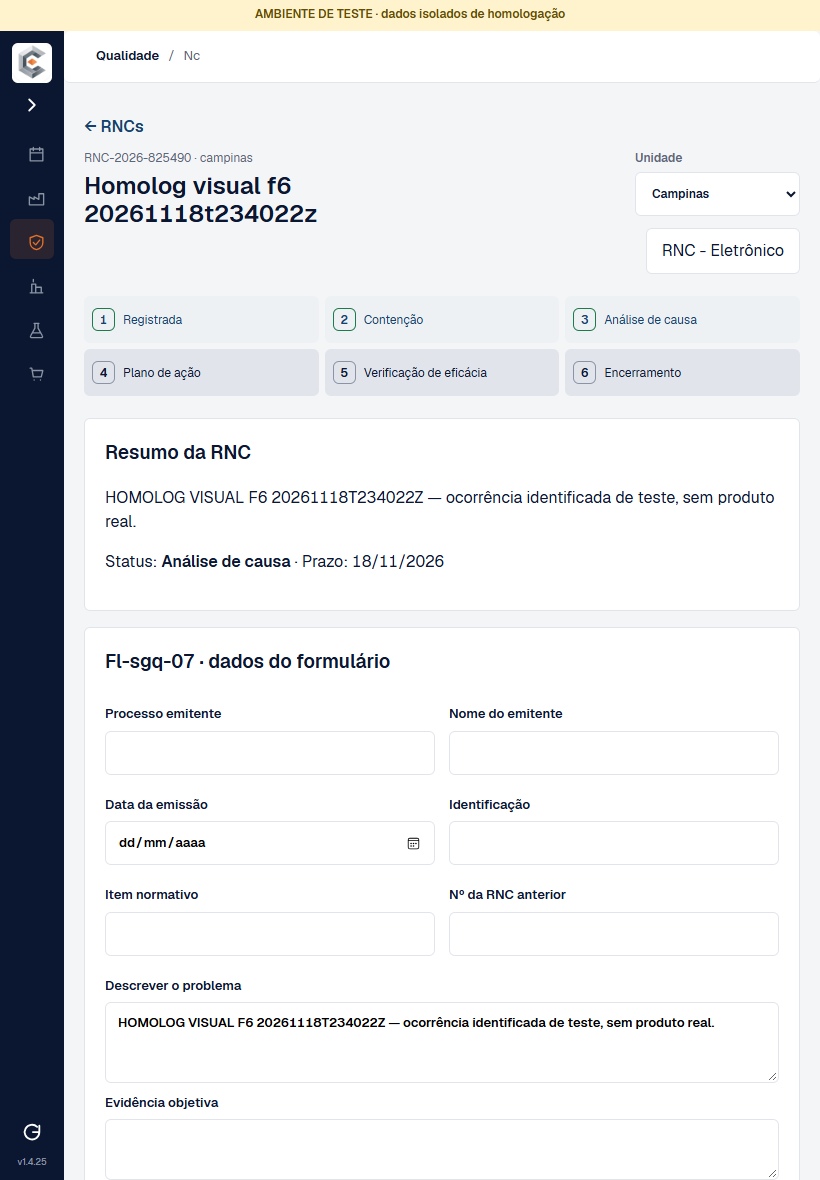 AMBIENTE DE TESTE · dados isolados de homologação
Qualidade / Nc
← RNCs
RNC-2026-825490 · campinas
Homolog visual f6
20261118t234022z
Unidade
Campinas
RNC - Eletrônico
1 Registrada
2 Contenção
3 Análise de causa
4 Plano de ação
5 Verificação de eficácia
6 Encerramento
Resumo da RNC
HOMOLOG VISUAL F6 20261118T234022Z — ocorrência identificada de teste, sem produto
real.
Status: Análise de causa · Prazo: 18/11/2026
Fl-sgq-07 · dados do formulário
Processo emitente
Nome do emitente
Data da emissão
dd/mm/aaaa
Identificação
Item normativo
Nº da RNC anterior
Descrever o problema
HOMOLOG VISUAL F6 20261118T234022Z — ocorrência identificada de teste, sem produto real.
Evidência objetiva
v1.4.25